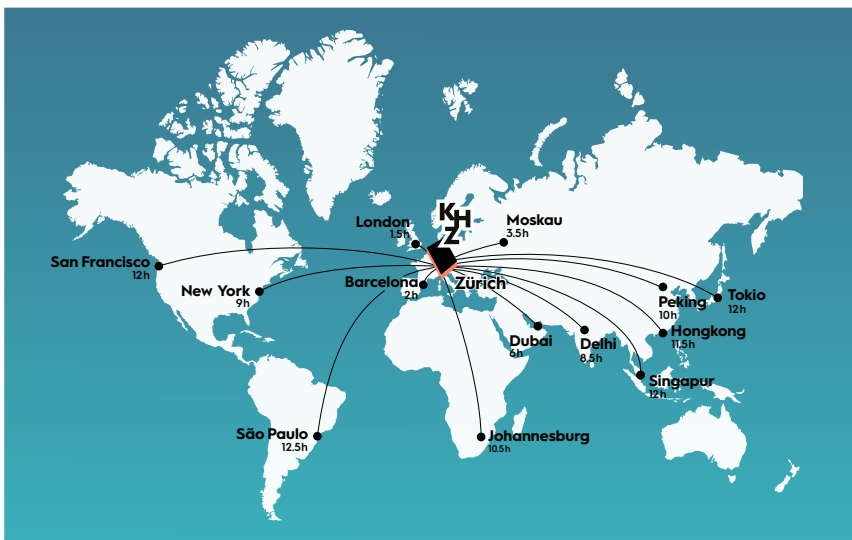 KH
Z
London
1.5h
Moskau
3.5h
San Francisco
12h
New York
9h
Barcelona
2h
Zürich
Peking
10h
Tokio
12h
Dubai
6h
Delhi
8.5h
Hongkong
11.5h
Singapur
12h
São Paulo
12.5h
Johannesburg
10.5h